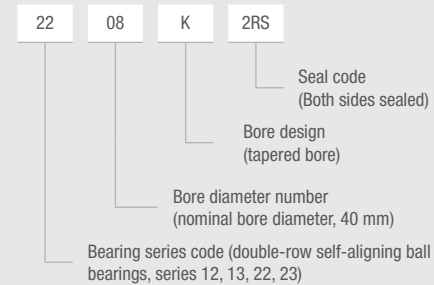 22 08 K 2RS
Seal code
(Both sides sealed)
Bore design
(tapered bore)
Bore diameter number
(nominal bore diameter, 40 mm)
Bearing series code (double-row self-aligning ball
bearings, series 12, 13, 22, 23)